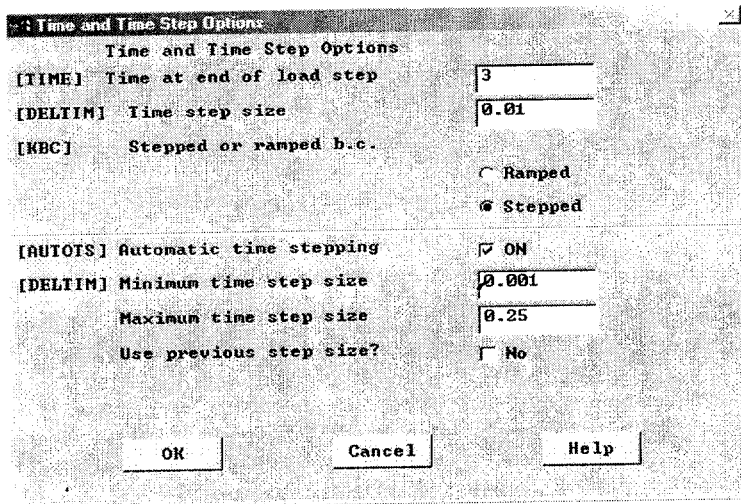 Time and Time Step Options
Time and Time Step Options
[TIME] Time at end of load step 3
[DELTIM] Time step size 0.01
[KBC] Stepped or ramped b.c.
Ramped
Stepped
[AUTOTS] Automatic time stepping ON
[DELTIM] Minimum time step size 0.001
Maximum time step size 0.25
Use previous step size? No
OK Cancel Help